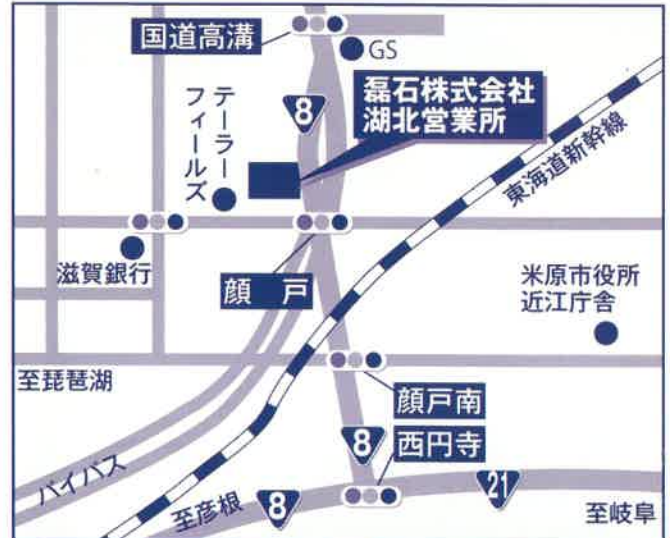 国道高溝
GS
8
磊石株式会社
湖北営業所
テーラー
フィールズ
東海道新幹線
滋賀銀行
顔戸
米原市役所
近江庁舎
至琵琶湖
顔戸南
8
西円寺
バイパス
至彦根
8
21
至岐阜